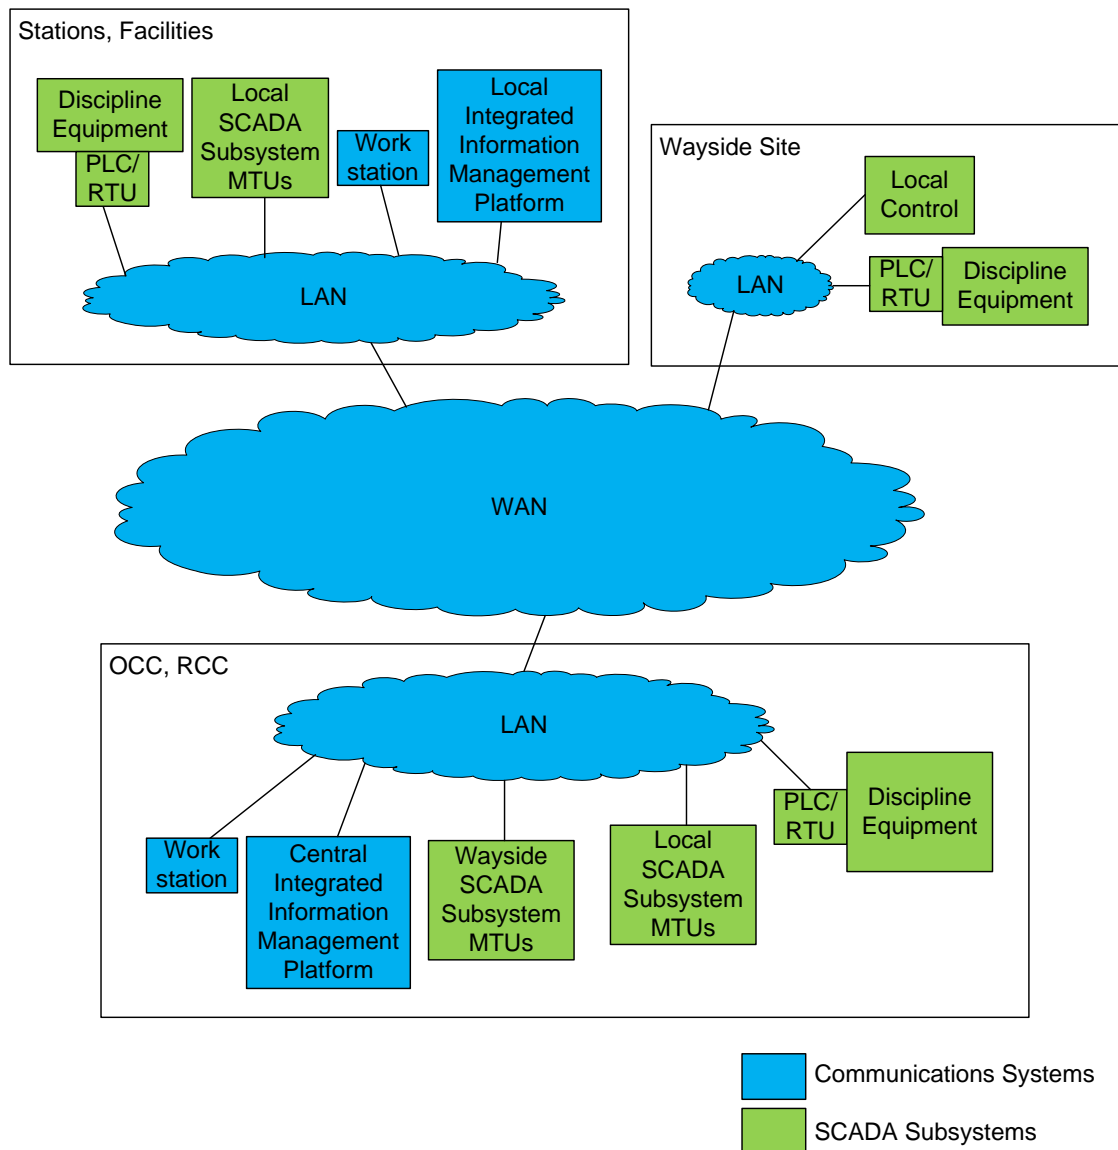 Stations, Facilities
Discipline
Equipment
PLC/
RTU
Local
SCADA
Subsystem
MTUs
Work
station
Local
Integrated
Information
Management
Platform
LAN
Wayside Site
Local
Control
LAN
PLC/
RTU
Discipline
Equipment
WAN
OCC, RCC
LAN
Work
station
Central
Integrated
Information
Management
Platform
Wayside
SCADA
Subsystem
MTUs
Local
SCADA
Subsystem
MTUs
PLC/
RTU
Discipline
Equipment
Communications Systems
SCADA Subsystems